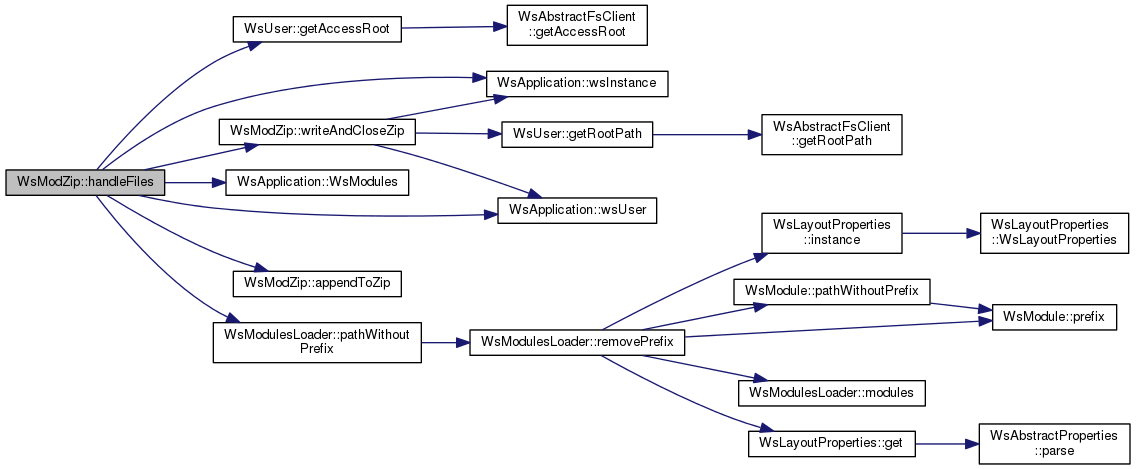 WsUser::getAccessRoot
WsAbstractFsClient
::getAccessRoot
WsApplication::wsInstance
WsModZip::writeAndCloseZip
WsUser::getRootPath
WsAbstractFsClient
::getRootPath
WsModZip::handleFiles
WsApplication::WsModules
WsApplication::wsUser
WsLayoutProperties
::instance
WsLayoutProperties
::WsLayoutProperties
WsModZip::appendToZip
WsModule::pathWithoutPrefix
WsModule::prefix
WsModulesLoader::pathWithout
Prefix
WsModulesLoader::removePrefix
WsModulesLoader::modules
WsLayoutProperties::get
WsAbstractProperties
::parse